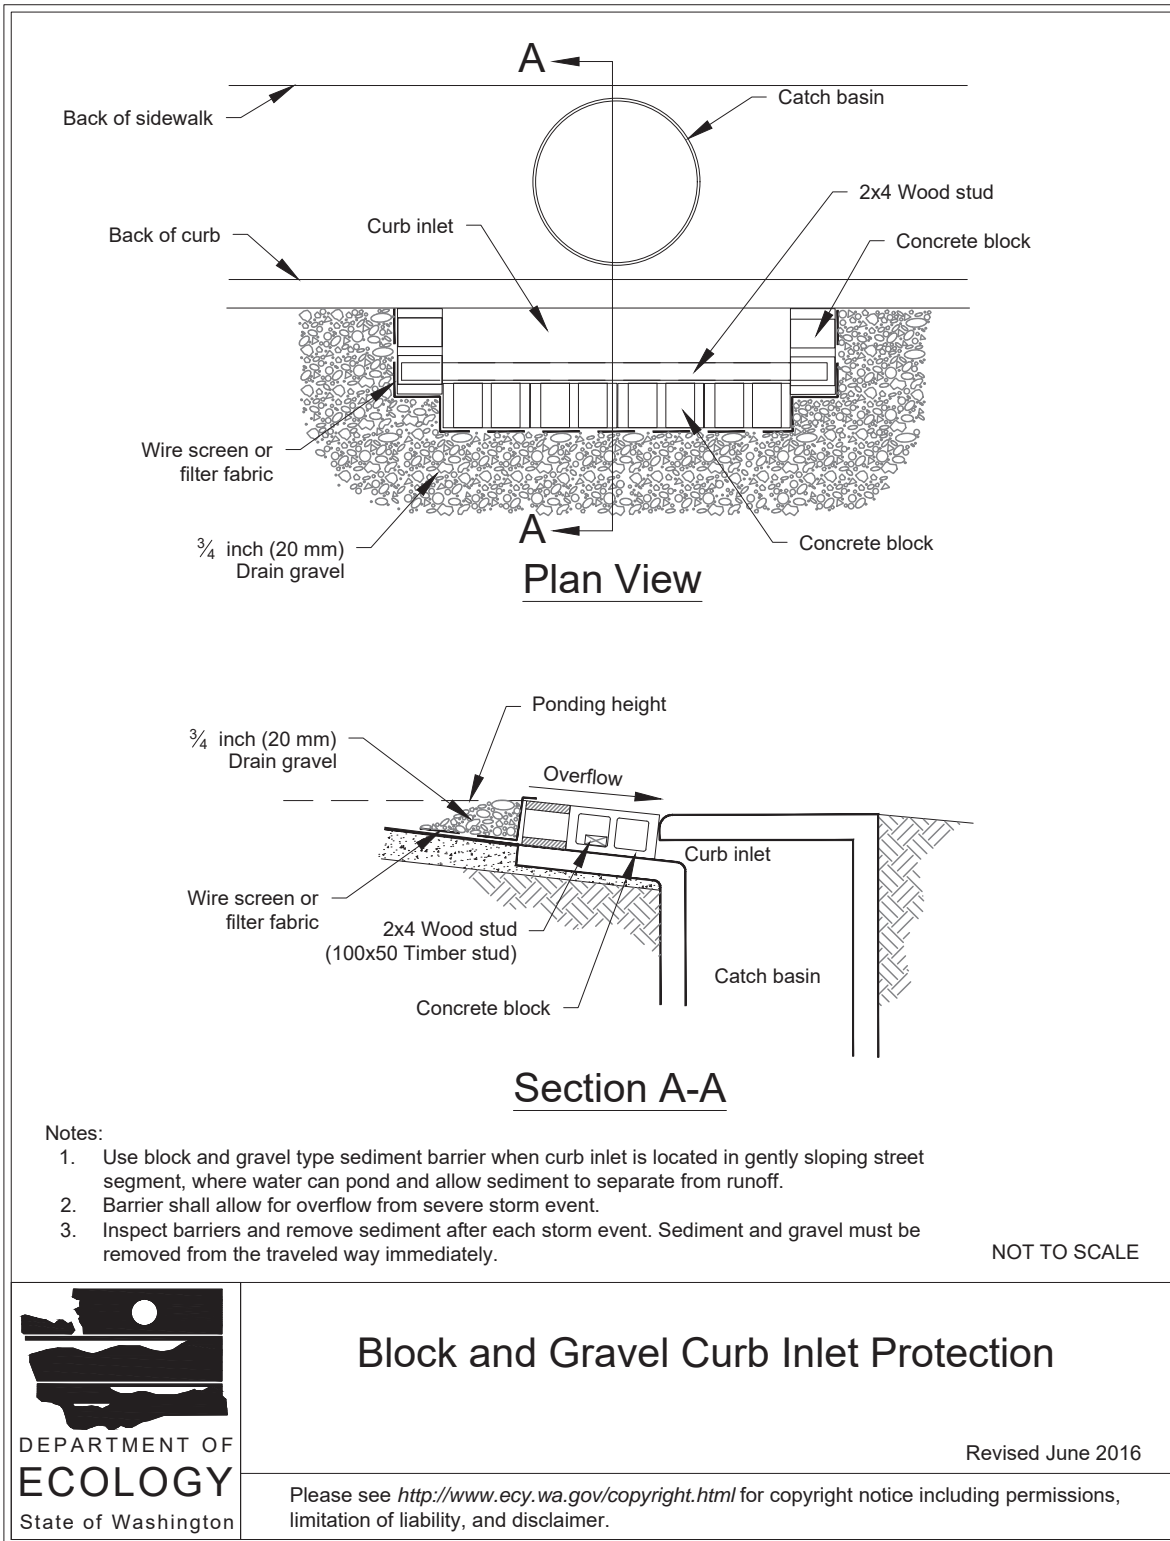 A
Back of sidewalk
Catch basin
2x4 Wood stud
Back of curb
Curb inlet
Concrete block
Wire screen or
filter fabric
A
¾ inch (20 mm)
Drain gravel
Concrete block
Plan View
Ponding height
¾ inch (20 mm)
Drain gravel
Overflow
Curb inlet
Wire screen or
filter fabric
2x4 Wood stud
(100x50 Timber stud)
Catch basin
Concrete block
Section A-A
Notes:
1. Use block and gravel type sediment barrier when curb inlet is located in gently sloping street
segment, where water can pond and allow sediment to separate from runoff.
2. Barrier shall allow for overflow from severe storm event.
3. Inspect barriers and remove sediment after each storm event. Sediment and gravel must be
removed from the traveled way immediately.
NOT TO SCALE
DEPARTMENT OF
ECOLOGY
State of Washington
Block and Gravel Curb Inlet Protection
Revised June 2016
Please see http://www.ecy.wa.gov/copyright.html for copyright notice including permissions,
limitation of liability, and disclaimer.